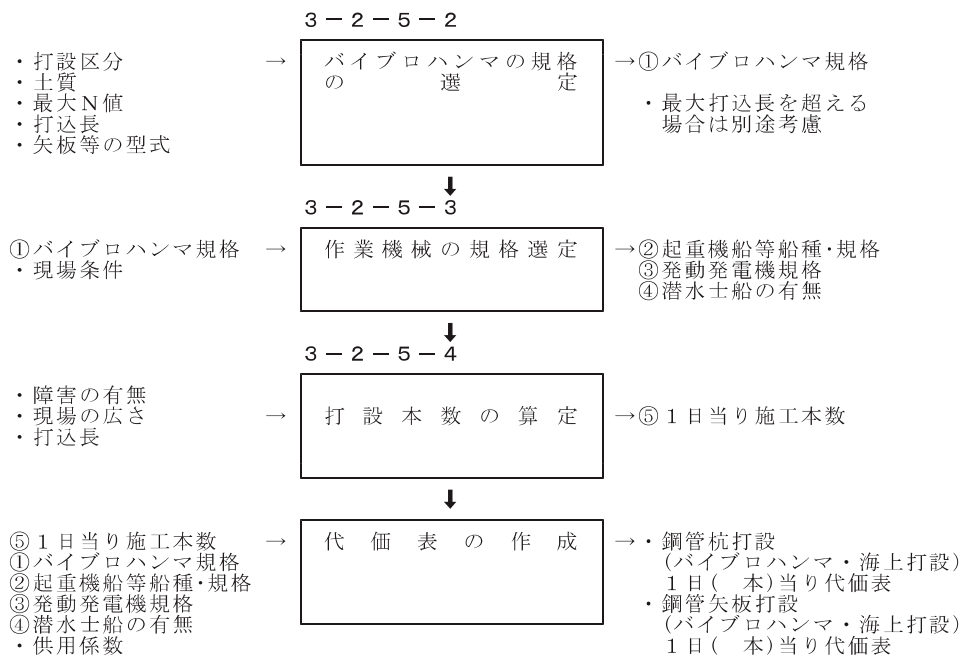 3－2－5－2
・打設区分
・土質
・最大Ｎ値
・打込長
・矢板等の型式
→
バイブロハンマの規格
の選定
→①バイブロハンマ規格
・最大打込長を超える
場合は別途考慮
⬇
3－2－5－3
①バイブロハンマ規格
・現場条件
→
作業機械の規格選定
→②起重機船等船種･規格
③発動発電機規格
④潜水士船の有無
⬇
3－2－5－4
・障害の有無
・現場の広さ
・打込長
→
打設本数の算定
→⑤１日当り施工本数
⬇
⑤１日当り施工本数
①バイブロハンマ規格
②起重機船等船種･規格
③発動発電機規格
④潜水士船の有無
・供用係数
→
代価表の作成
→・鋼管杭打設
(バイブロハンマ・海上打設)
１日(　本)当り代価表
・鋼管矢板打設
(バイブロハンマ・海上打設)
１日(　本)当り代価表